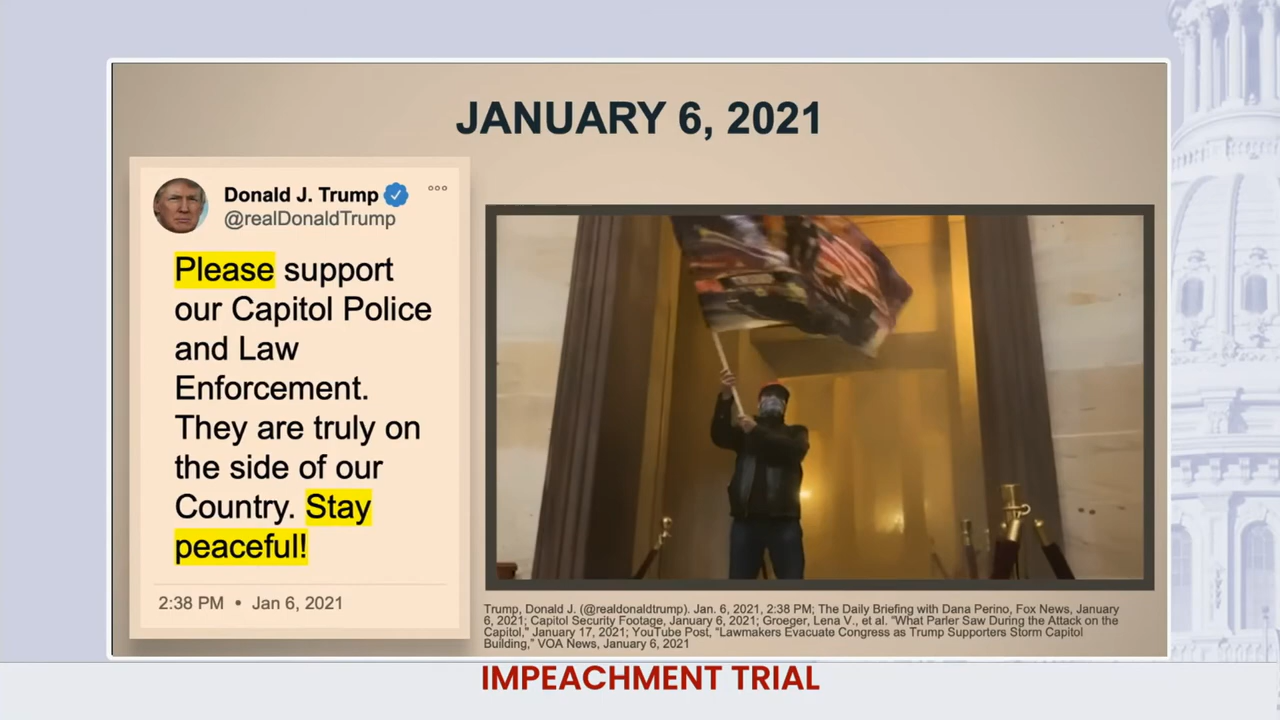 JANUARY 6, 2021
Donald J. Trump
@realDonaldTrump
Please support
our Capitol Police
and Law
Enforcement.
They are truly on
the side of our
Country. Stay
peaceful!
2:38 PM • Jan 6, 2021
Trump, Donald J. (@realdonaldtrump). Jan. 6, 2021, 2:38 PM; The Daily Briefing with Dana Perino, Fox News, January
6, 2021; Capitol Security Footage, January 6, 2021; Groeger, Lena V., et al. “What Parler Saw During the Attack on the
Capitol,” January 17, 2021; YouTube Post, “Lawmakers Evacuate Congress as Trump Supporters Storm Capitol
Building,” VOA News, January 6, 2021
IMPEACHMENT TRIAL